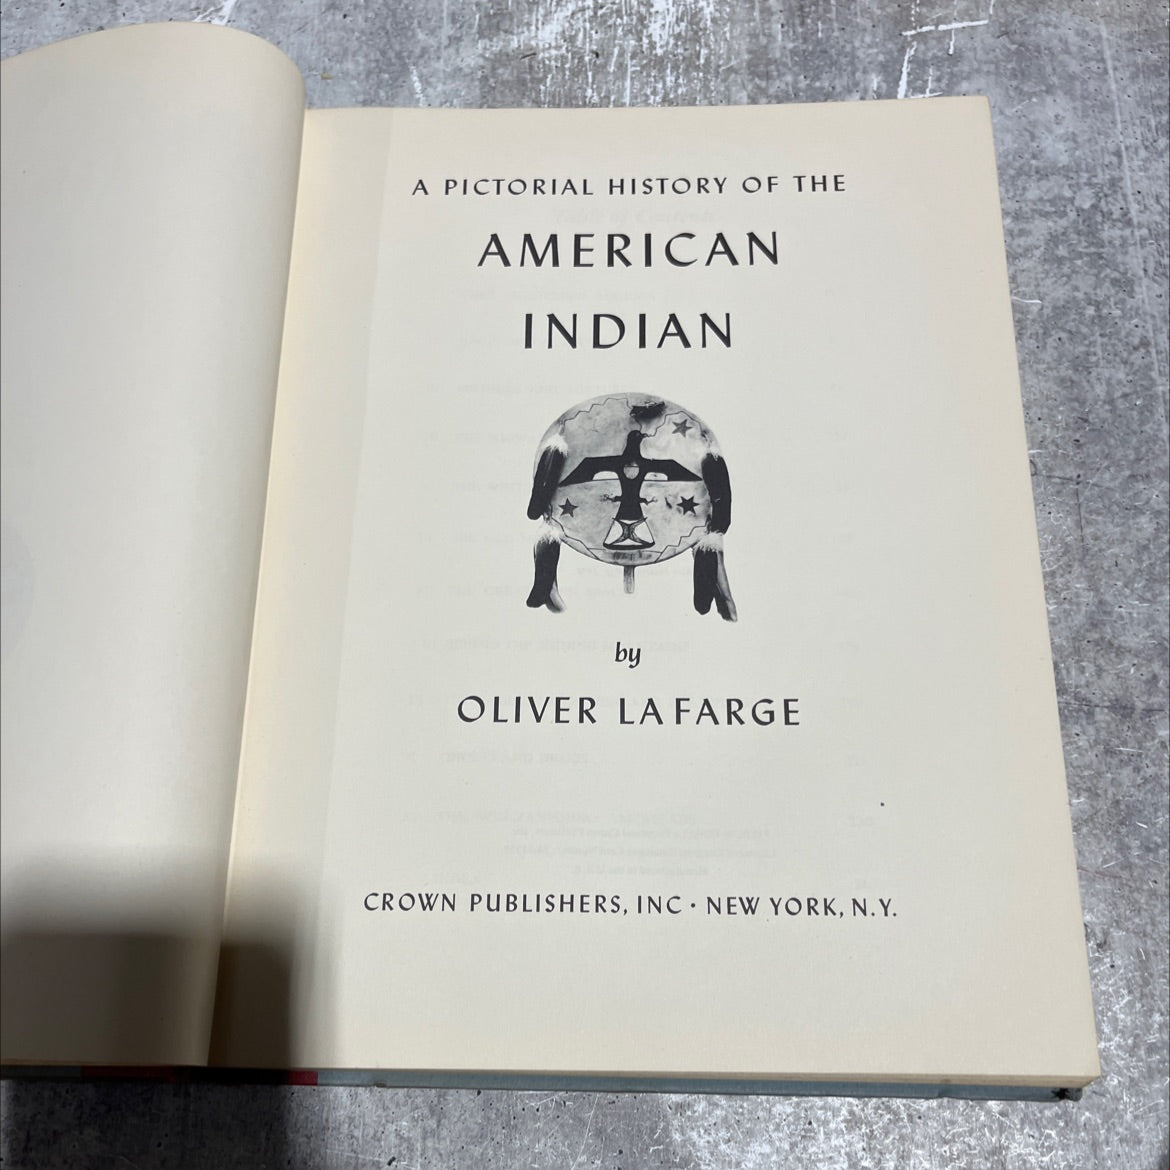 A PICTORIAL HISTORY OF THE
AMERICAN
INDIAN
by
OLIVER LA FARGE
CROWN PUBLISHERS, INC · NEW YORK, N.Y.